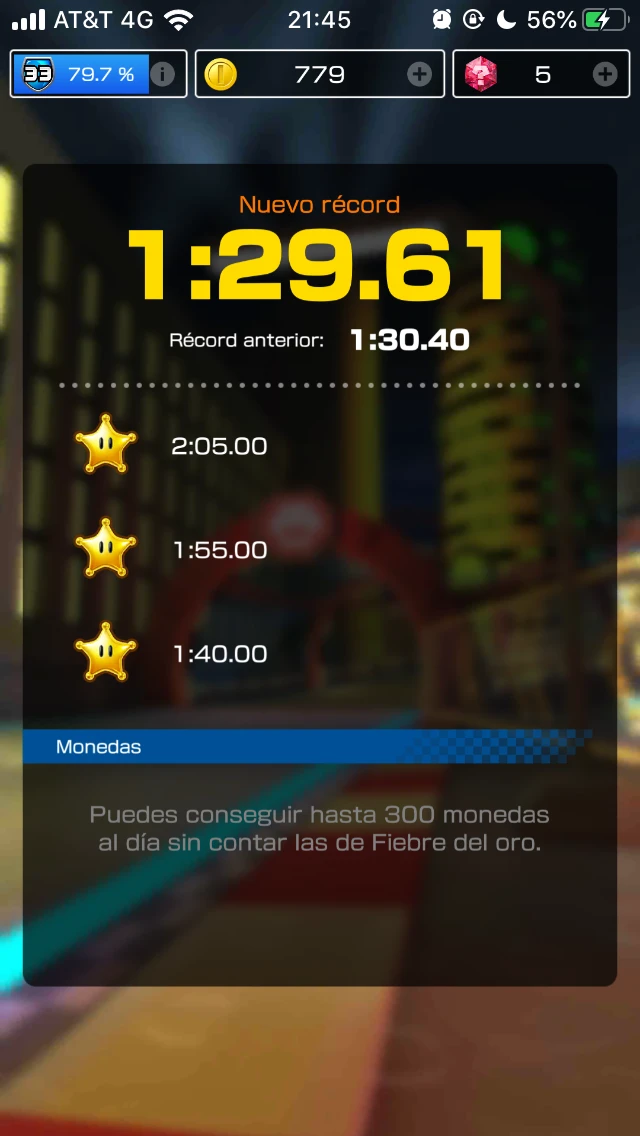 AT&T 4G 21:45 56%
33 79.7 % i 779 5
Nuevo récord
1:29.61
Récord anterior: 1:30.40
2:05.00
1:55.00
1:40.00
Monedas
Puedes conseguir hasta 300 monedas
al día sin contar las de Fiebre del oro.